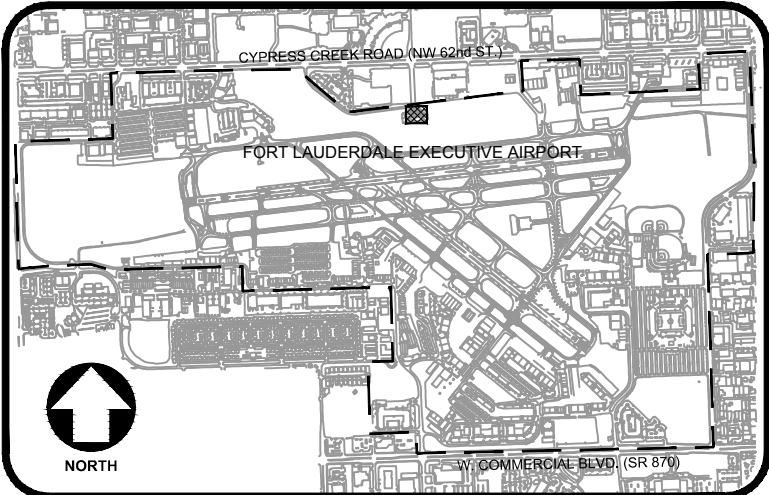 CYPRESS CREEK ROAD (NW 62nd ST.)
FORT LAUDERDALE EXECUTIVE AIRPORT
NORTH
W. COMMERCIAL BLVD. (SR 870)